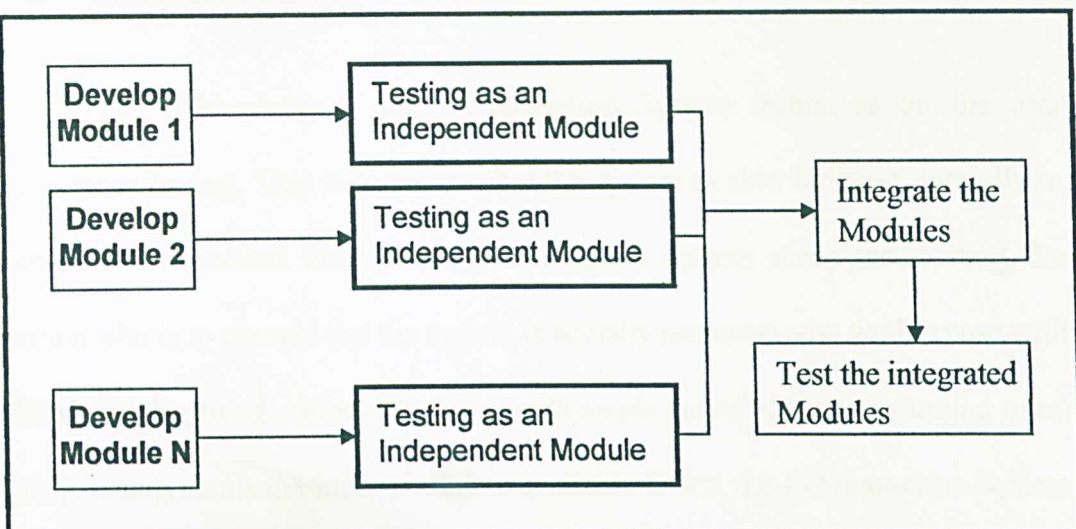 Develop
Module 1
Testing as an
Independent Module
Develop
Module 2
Testing as an
Independent Module
Develop
Module N
Testing as an
Independent Module
Integrate the
Modules
Test the integrated
Modules